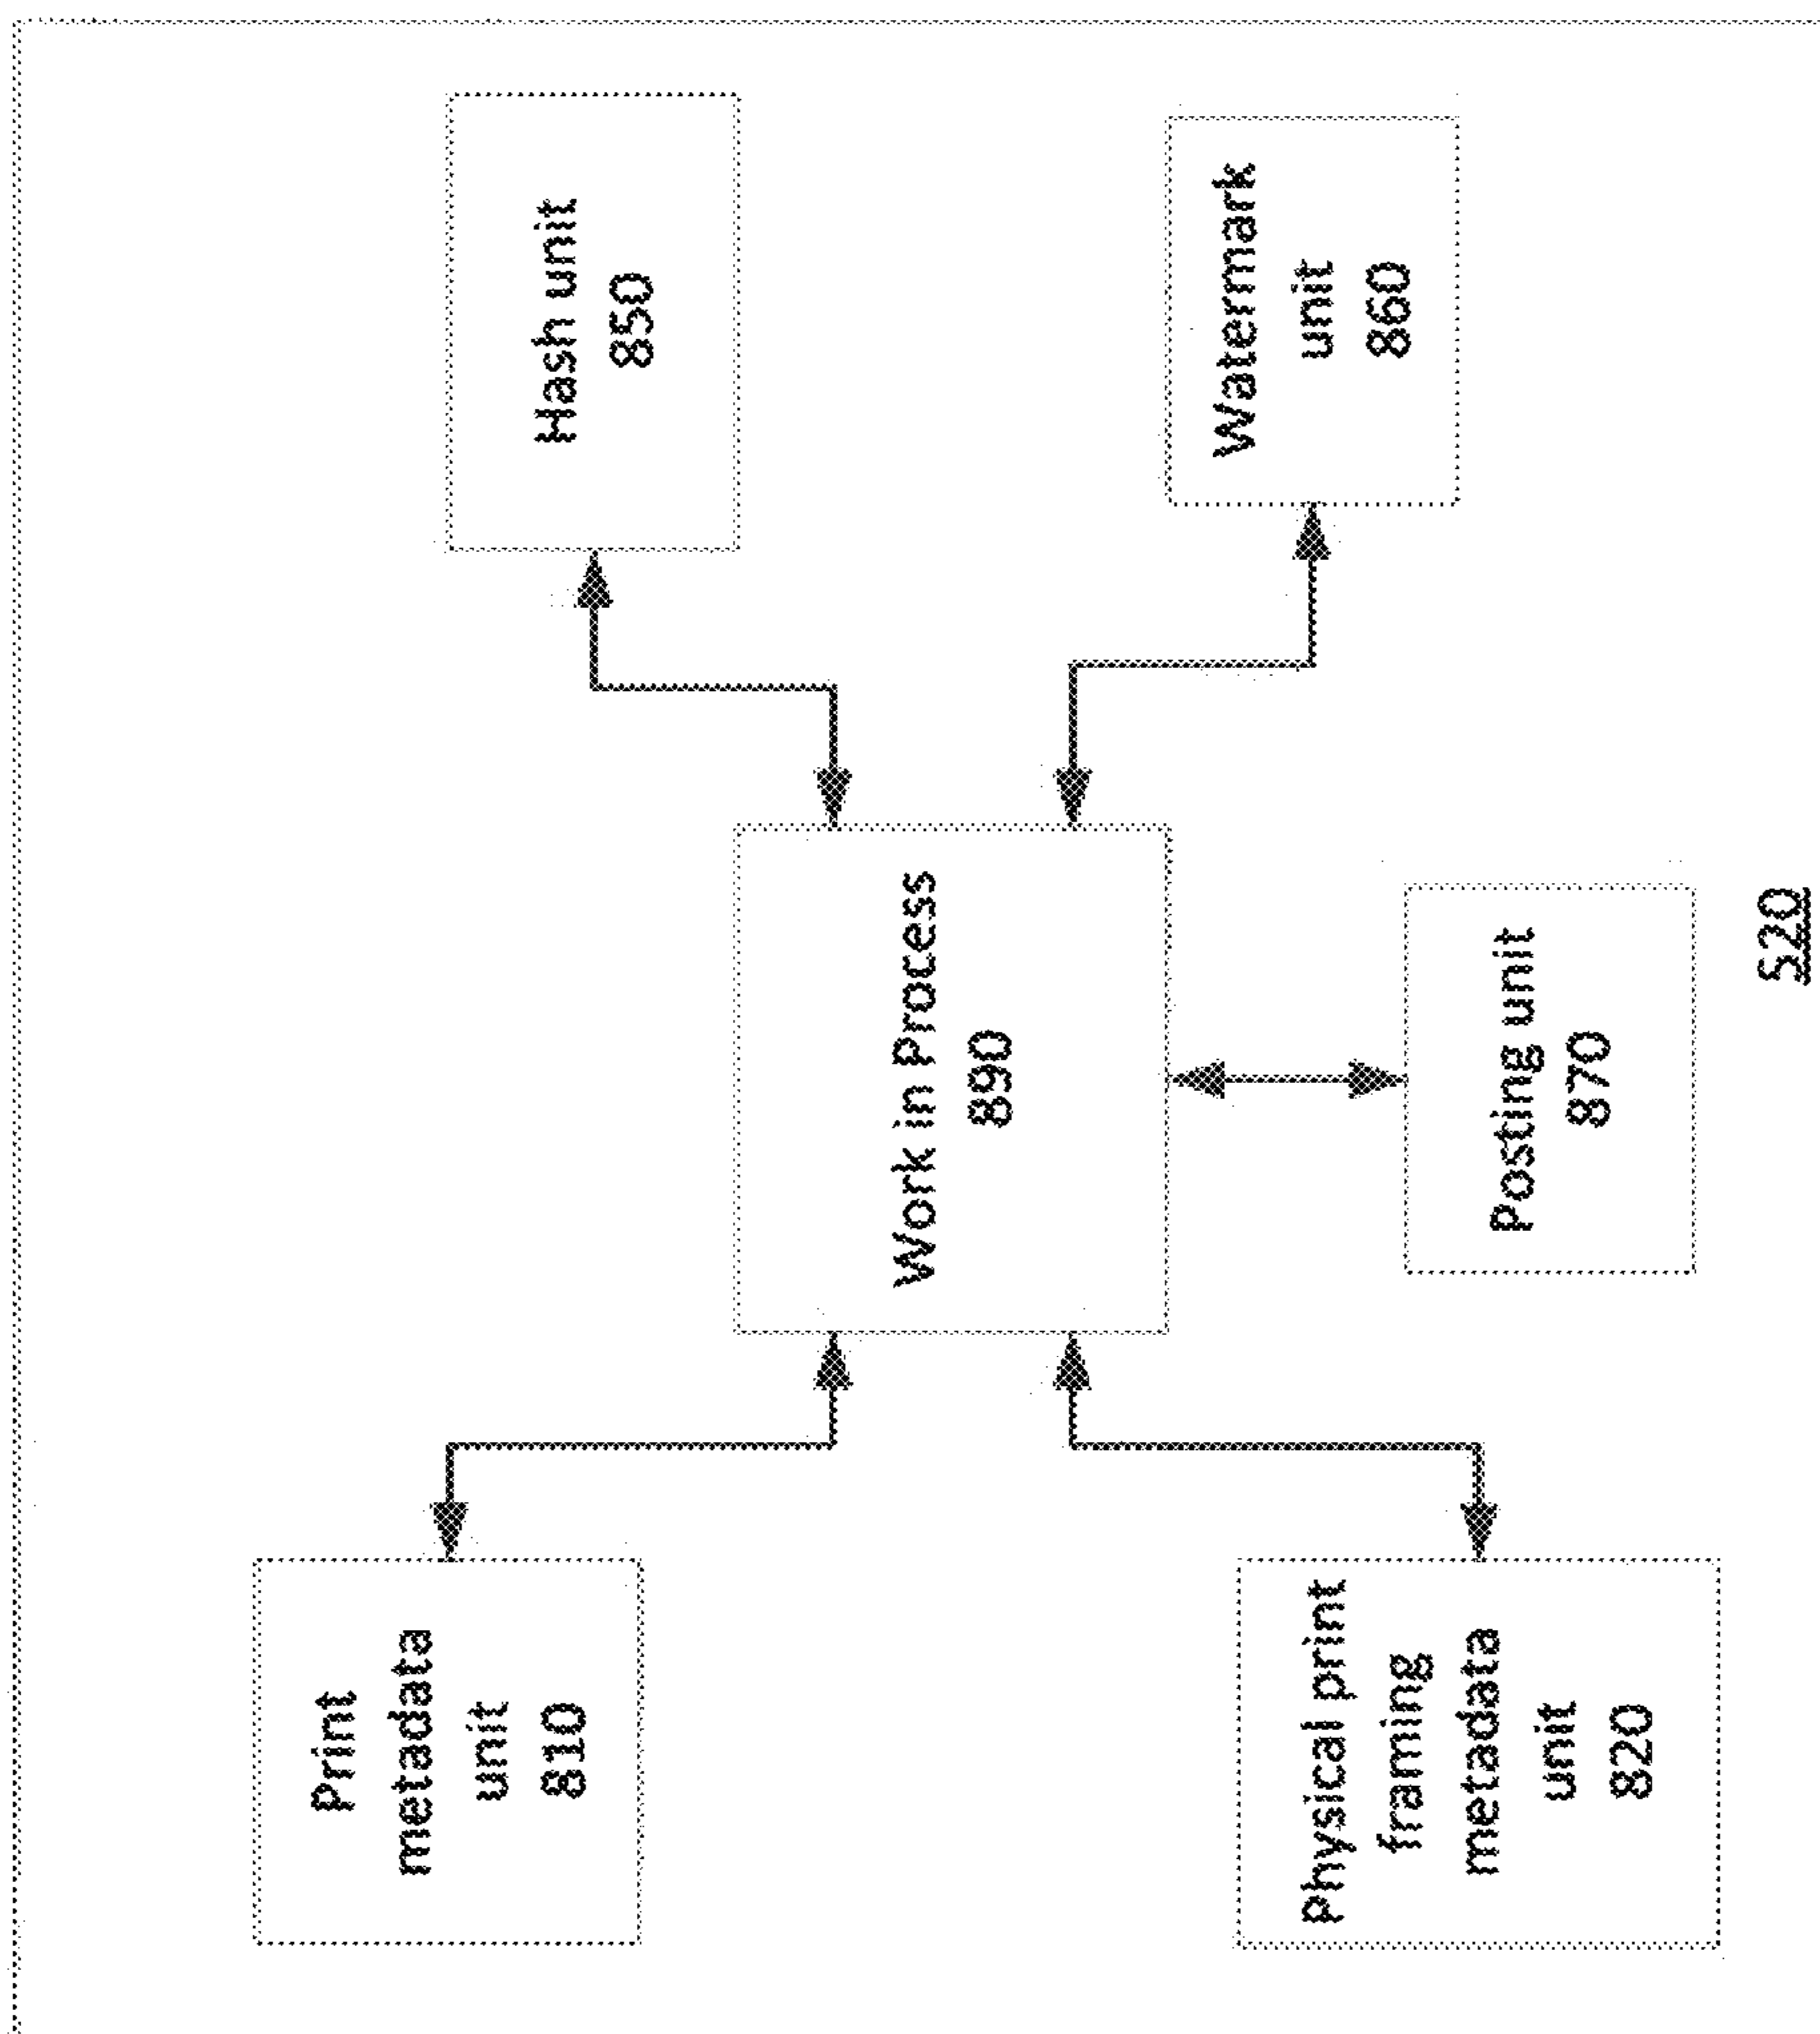 Print
metadata
unit
810
Hash unit
850
Work in Process
890
Physical print
framing
metadata
unit
820
Watermark
unit
860
Posting unit
870
520